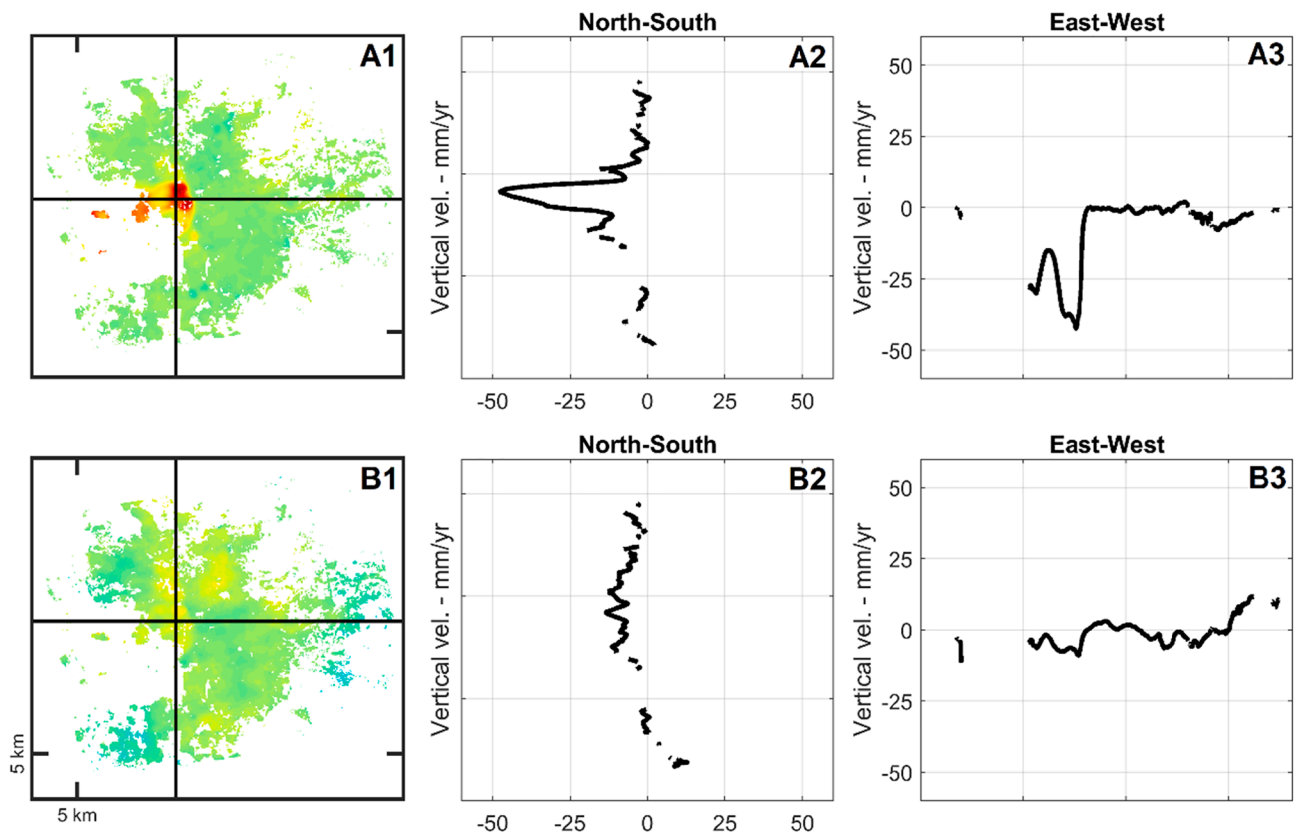 A1
North-South
A2
Vertical vel. - mm/yr
-50 -25 0 25 50
East-West
A3
Vertical vel. - mm/yr
50
25
0
-25
-50
B1
5 km
5 km
North-South
B2
Vertical vel. - mm/yr
-50 -25 0 25 50
East-West
B3
Vertical vel. - mm/yr
50
25
0
-25
-50